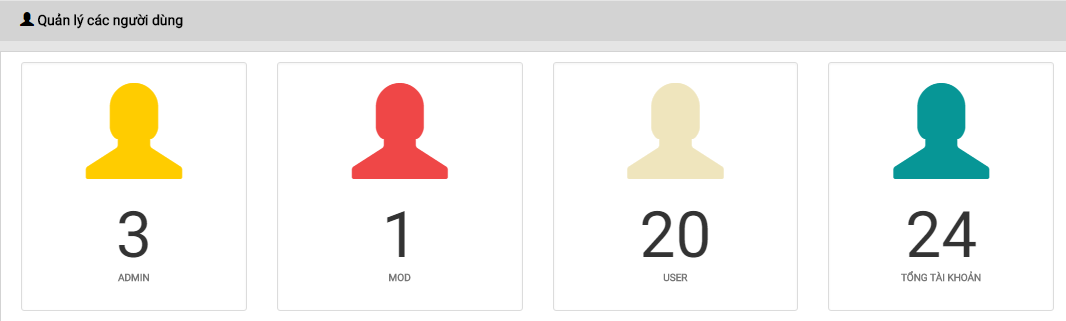 Quản lý các người dùng
3
ADMIN
1
MOD
20
USER
24
TỔNG TÀI KHOẢN